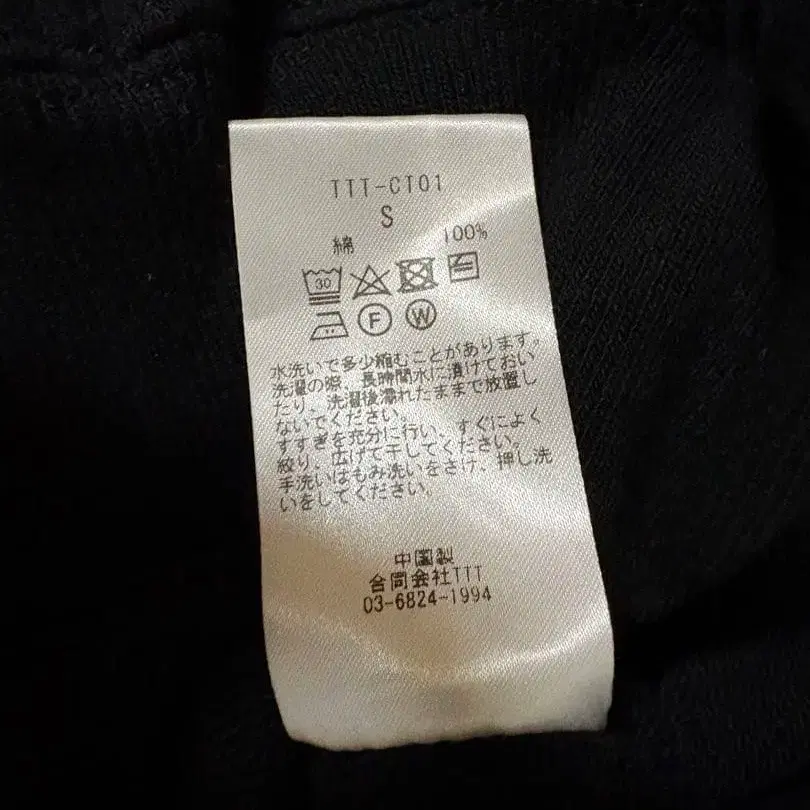 TTT-CT01
S
綿 100%
30
F W
水洗いで多少縮むことがあります。
洗濯の際、長時間水に漬けておい
たり、洗濯後濡れたままで放置し
ないでください。
すすぎを充分に行い、すぐによく
絞り、広げて干してください。
手洗いはもみ洗いをさけ、押し洗
いをしてください。
中国製
合同会社TTT
03-6824-1994